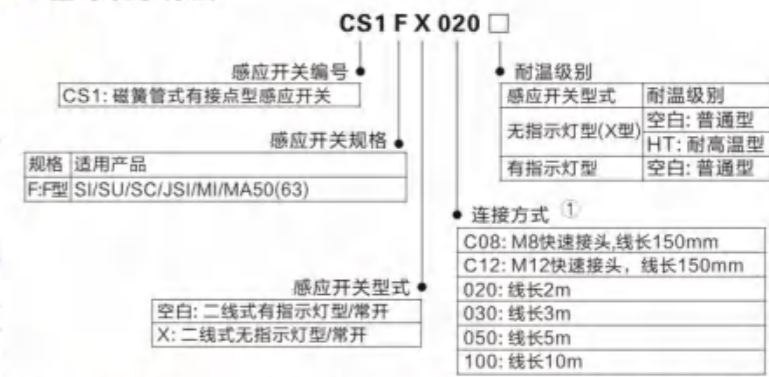 CS1 F X 020 □
感应开关编号
CS1: 磁簧管式有接点型感应开关
感应开关规格
规格 适用产品
F:F型 SI/SU/SC/JSI/MI/MA50(63)
感应开关型式
空白: 二线式有指示灯型/常开
X: 二线式无指示灯型/常开
耐温级别
感应开关型式 耐温级别
无指示灯型(X型) 空白: 普通型
HT: 耐高温型
有指示灯型 空白: 普通型
连接方式 ①
C08: M8快速接头,线长150mm
C12: M12快速接头，线长150mm
020: 线长2m
030: 线长3m
050: 线长5m
100: 线长10m